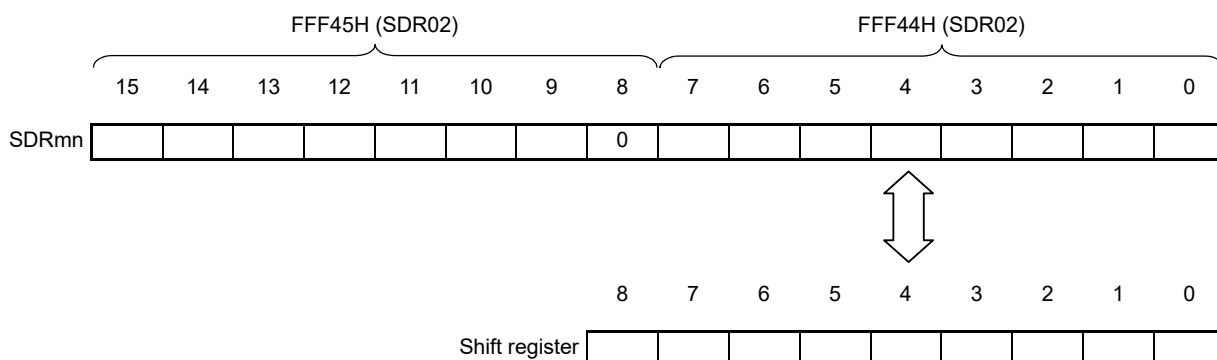 FFF45H (SDR02) FFF44H (SDR02)
15 14 13 12 11 10 9 8 7 6 5 4 3 2 1 0
SDRmn 0
8 7 6 5 4 3 2 1 0
Shift register